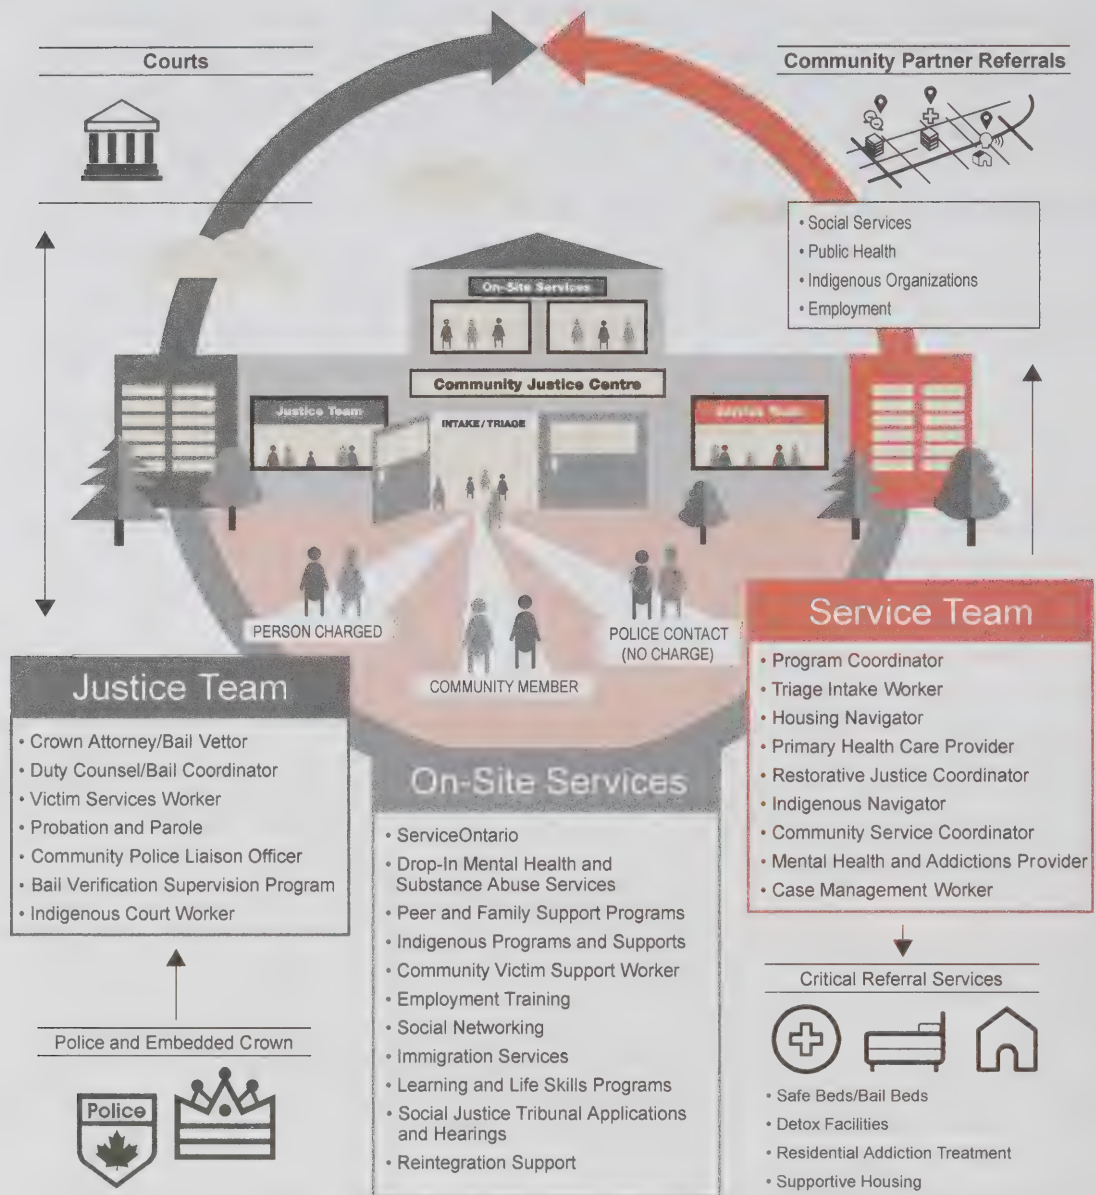 Courts
Community Partner Referrals
• Social Services
• Public Health
• Indigenous Organizations
• Employment
On-Site Services
Community Justice Centre
Justice Team
INTAKE / TRIAGE
Service Team
PERSON CHARGED
COMMUNITY MEMBER
POLICE CONTACT
(NO CHARGE)
Justice Team
• Crown Attorney/Bail Vettor
• Duty Counsel/Bail Coordinator
• Victim Services Worker
• Probation and Parole
• Community Police Liaison Officer
• Bail Verification Supervision Program
• Indigenous Court Worker
Police and Embedded Crown
Police
On-Site Services
• ServiceOntario
• Drop-In Mental Health and
Substance Abuse Services
• Peer and Family Support Programs
• Indigenous Programs and Supports
• Community Victim Support Worker
• Employment Training
• Social Networking
• Immigration Services
• Learning and Life Skills Programs
• Social Justice Tribunal Applications
and Hearings
• Reintegration Support
Service Team
• Program Coordinator
• Triage Intake Worker
• Housing Navigator
• Primary Health Care Provider
• Restorative Justice Coordinator
• Indigenous Navigator
• Community Service Coordinator
• Mental Health and Addictions Provider
• Case Management Worker
Critical Referral Services
• Safe Beds/Bail Beds
• Detox Facilities
• Residential Addiction Treatment
• Supportive Housing